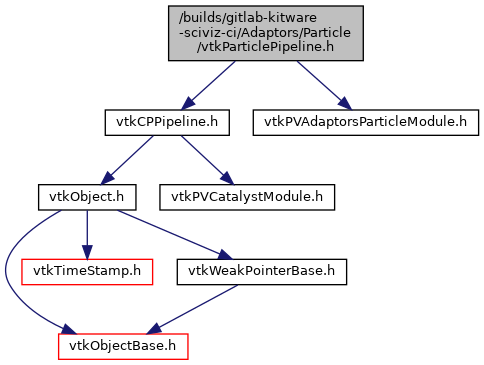 /builds/gitlab-kitware
-sciviz-ci/Adaptors/Particle
/vtkParticlePipeline.h
vtkCPPipeline.h
vtkPVAdaptorsParticleModule.h
vtkObject.h
vtkPVCatalystModule.h
vtkTimeStamp.h
vtkWeakPointerBase.h
vtkObjectBase.h